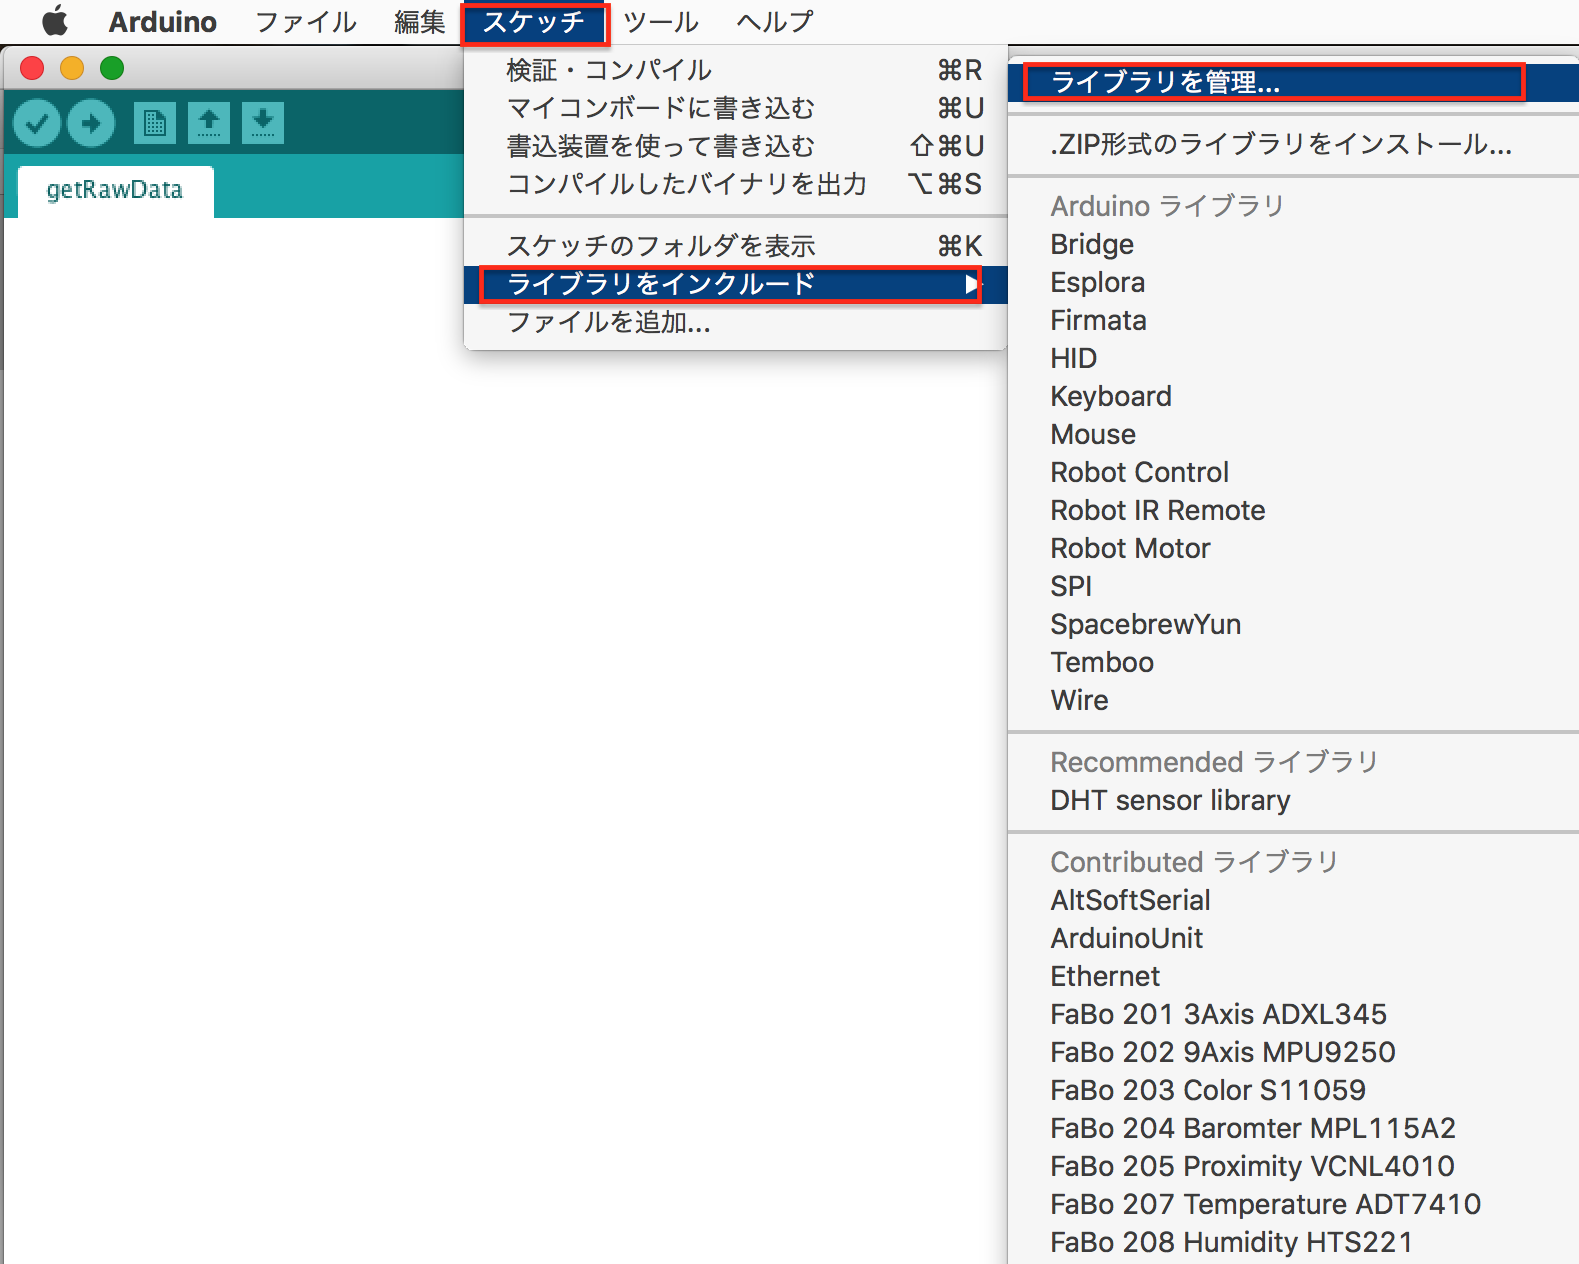 Arduino ファイル 編集 スケッチ ツール ヘルプ
getRawData
検証・コンパイル ⌘R
マイコンボードに書き込む ⌘U
書込装置を使って書き込む ⇧⌘U
コンパイルしたバイナリを出力 ⌥⌘S
スケッチのフォルダを表示 ⌘K
ライブラリをインクルード ▶
ファイルを追加...
ライブラリを管理...
.ZIP形式のライブラリをインストール...
Arduino ライブラリ
Bridge
Esplora
Firmata
HID
Keyboard
Mouse
Robot Control
Robot IR Remote
Robot Motor
SPI
SpacebrewYun
Temboo
Wire
Recommended ライブラリ
DHT sensor library
Contributed ライブラリ
AltSoftSerial
ArduinoUnit
Ethernet
FaBo 201 3Axis ADXL345
FaBo 202 9Axis MPU9250
FaBo 203 Color S11059
FaBo 204 Baromter MPL115A2
FaBo 205 Proximity VCNL4010
FaBo 207 Temperature ADT7410
FaBo 208 Humidity HTS221